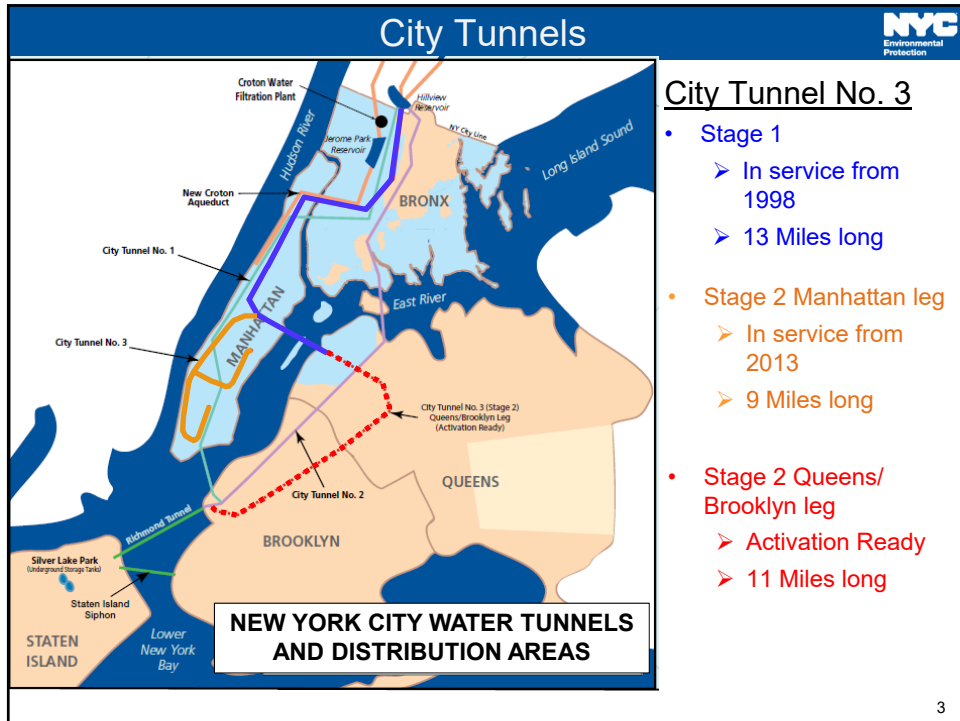 City Tunnels
NYC
Environmental
Protection
Croton Water
Filtration Plant
Hillview
Reservoir
NY City Line
Hudson River
Jerome Park
Reservoir
Long Island Sound
New Croton
Aqueduct
BRONX
City Tunnel No. 1
East River
MANHATTAN
City Tunnel No. 3
City Tunnel No. 3 (Stage 2)
Queens/Brooklyn Leg
(Activation Ready)
QUEENS
City Tunnel No. 2
Richmond Tunnel
BROOKLYN
Silver Lake Park
(Underground Storage Tanks)
Staten Island
Siphon
STATEN
ISLAND
Lower
New York
Bay
NEW YORK CITY WATER TUNNELS
AND DISTRIBUTION AREAS
City Tunnel No. 3
• Stage 1
➢ In service from
1998
➢ 13 Miles long
• Stage 2 Manhattan leg
➢ In service from
2013
➢ 9 Miles long
• Stage 2 Queens/
Brooklyn leg
➢ Activation Ready
➢ 11 Miles long
3